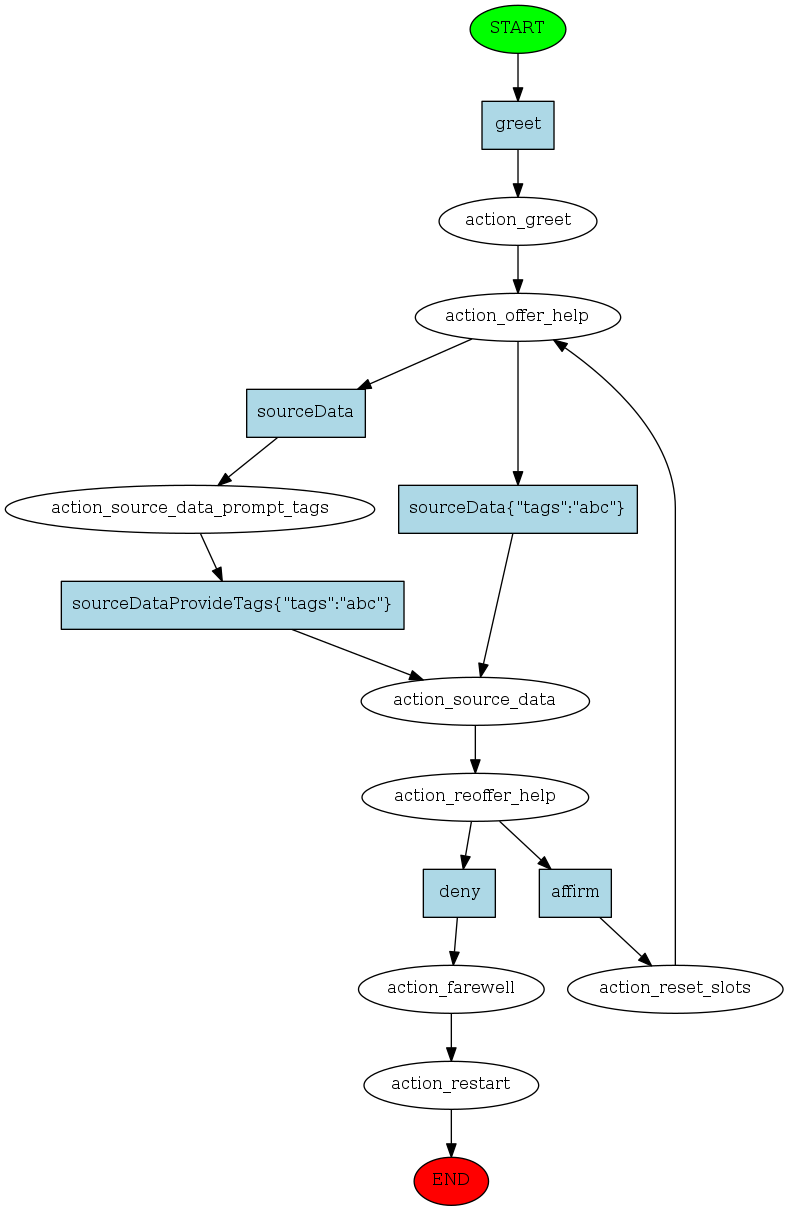 START
greet
action_greet
action_offer_help
sourceData
action_source_data_prompt_tags
sourceData{"tags":"abc"}
sourceDataProvideTags{"tags":"abc"}
action_source_data
action_reoffer_help
deny
affirm
action_farewell
action_reset_slots
action_restart
END